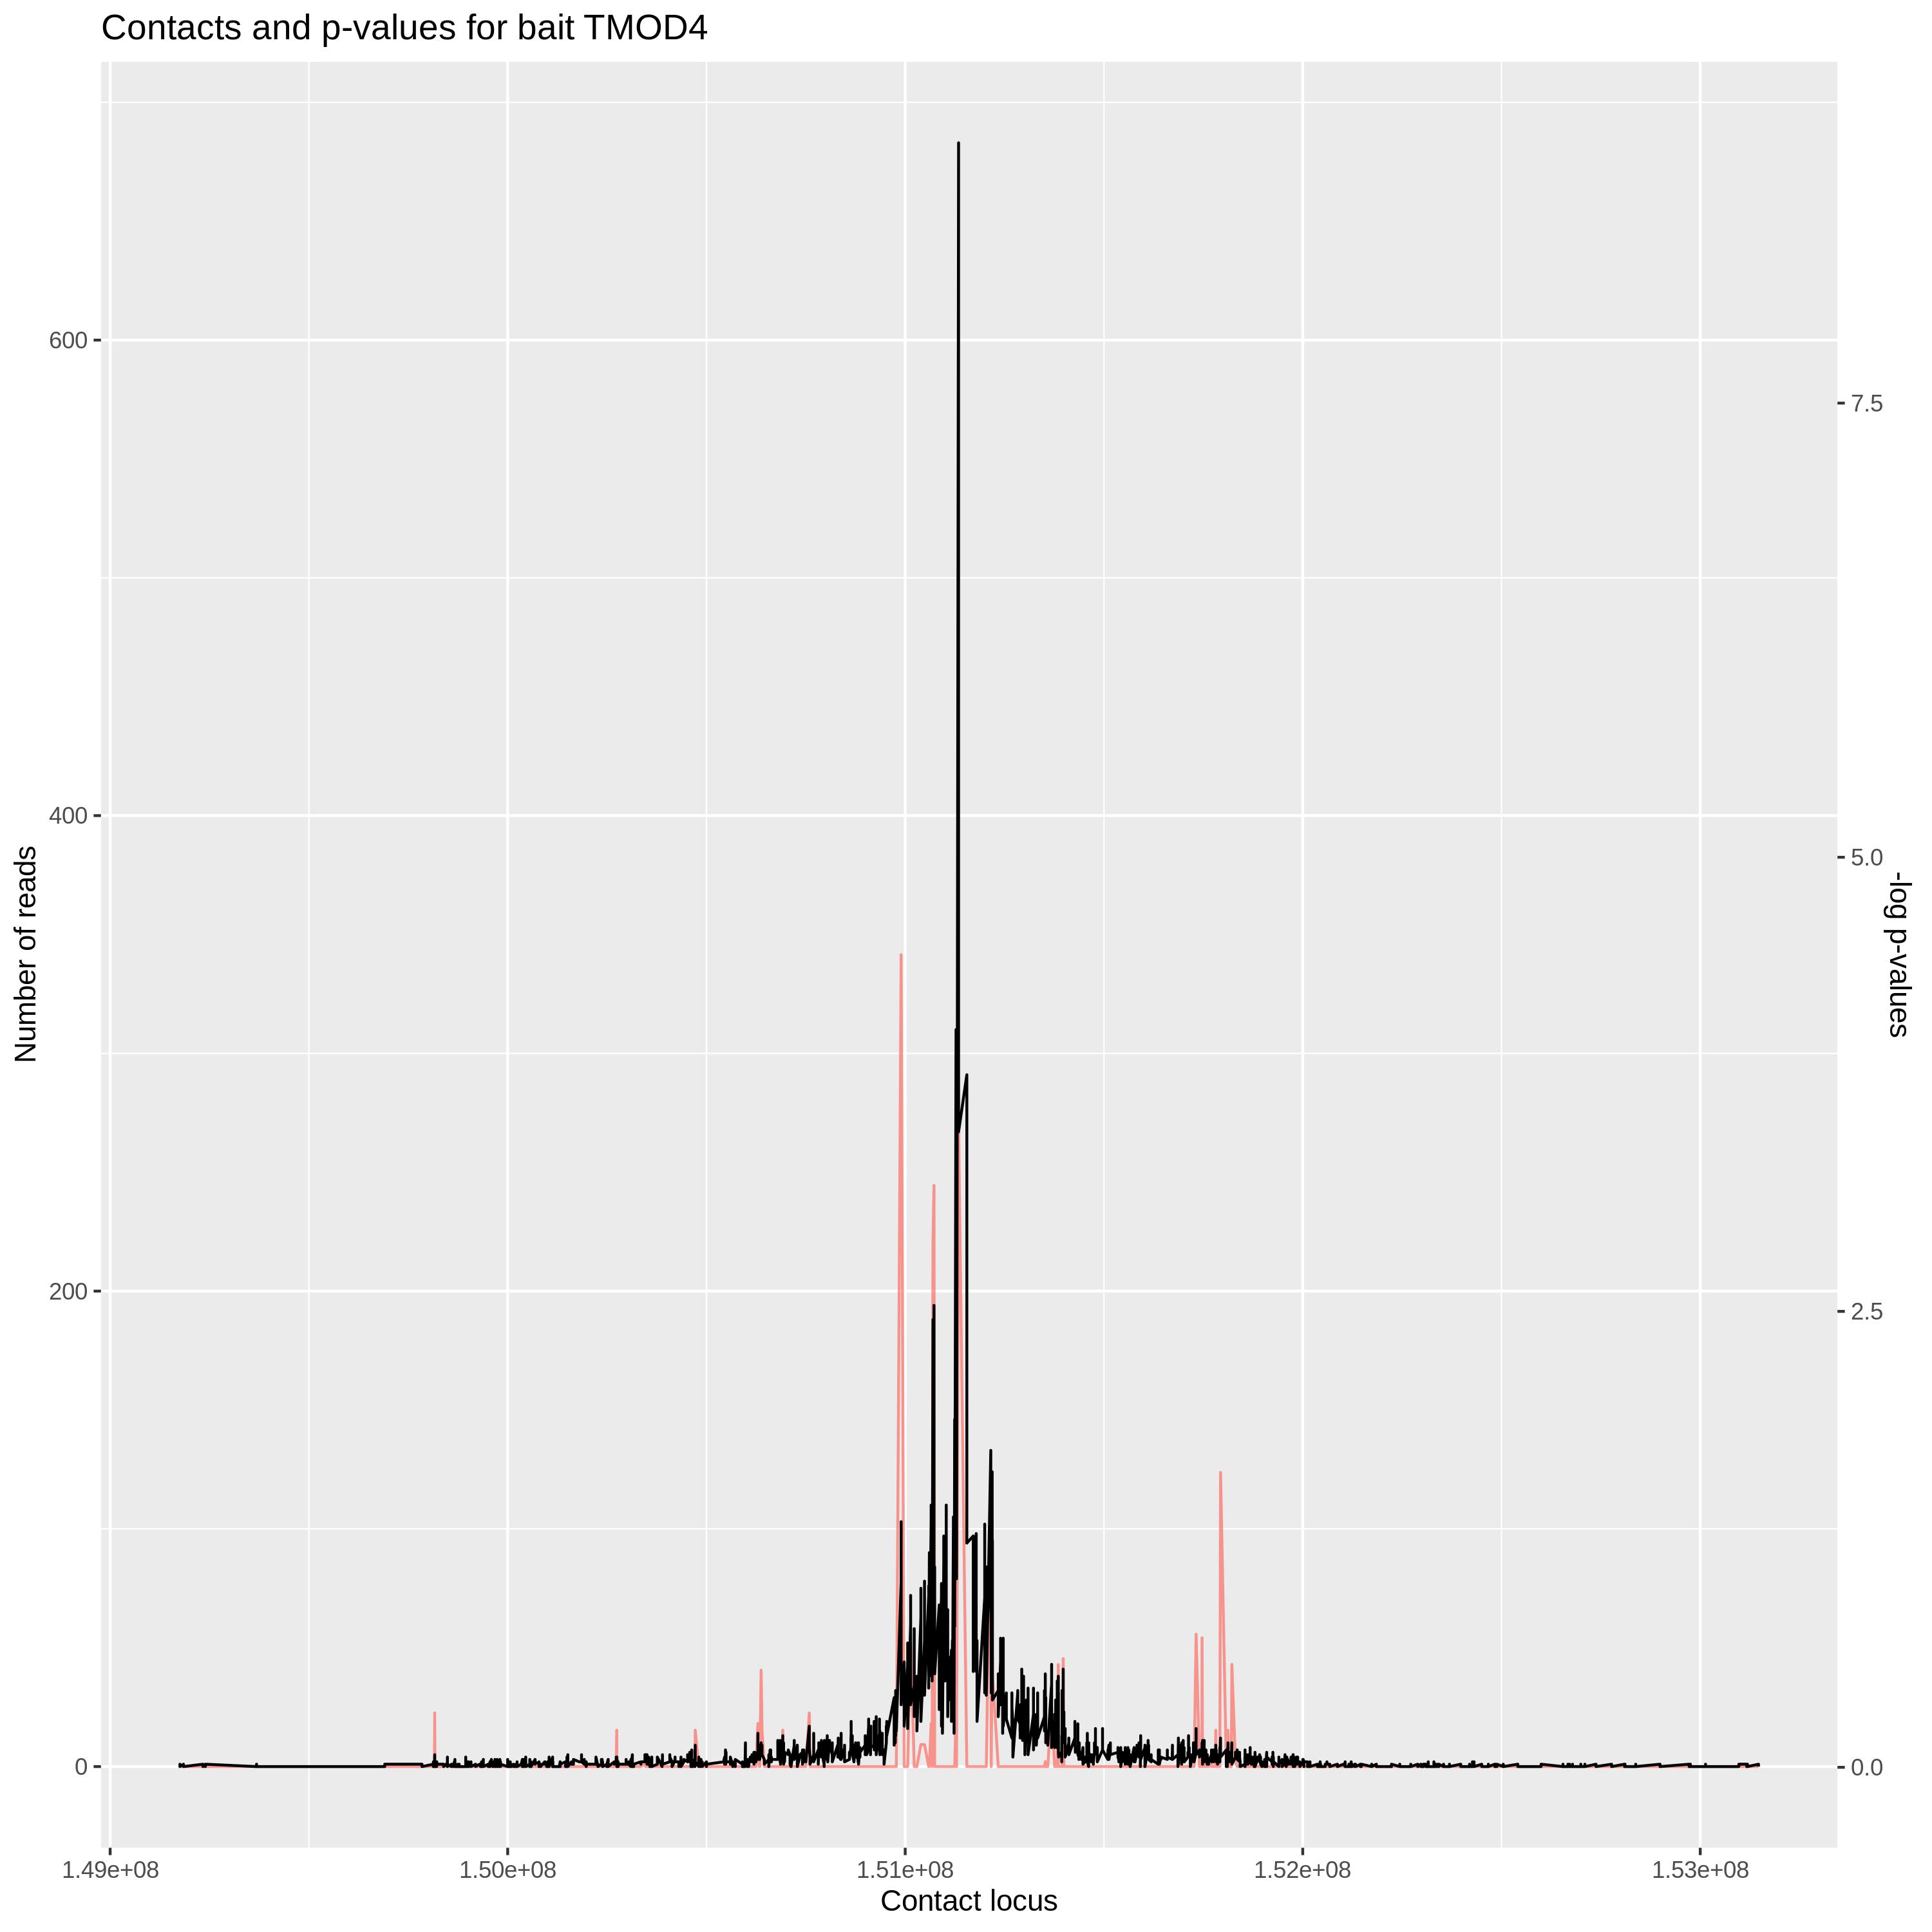 Contacts and p-values for bait TMOD4
600
400
200
0
Number of reads
7.5
5.0
2.5
0.0
-log p-values
1.49e+08 1.50e+08 1.51e+08 1.52e+08 1.53e+08
Contact locus